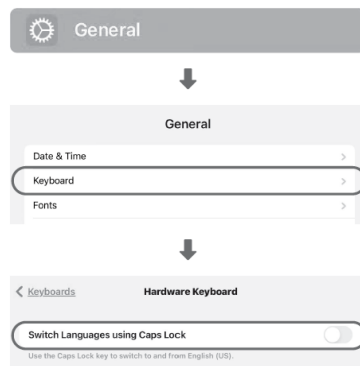 General
General
Date & Time
Keyboard
Fonts
Keyboards
Hardware Keyboard
Switch Languages using Caps Lock
Use the Caps Lock key to switch to and from English (US).